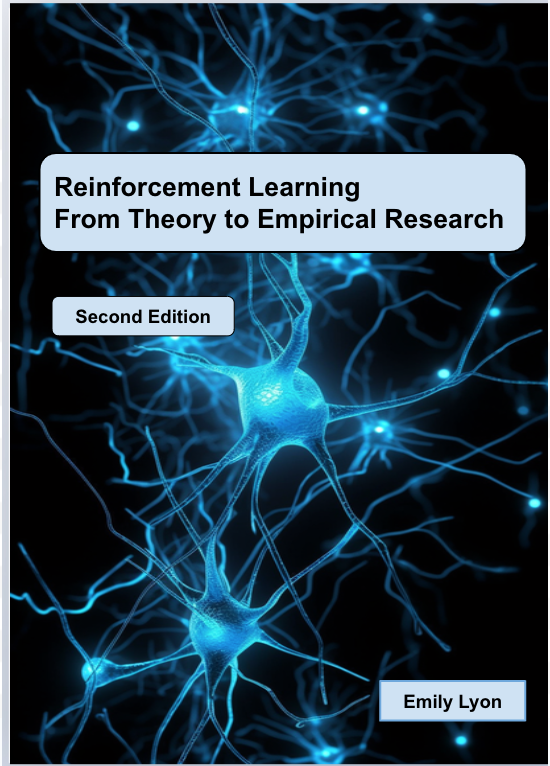 Reinforcement Learning
From Theory to Empirical Research
Second Edition
Emily Lyon